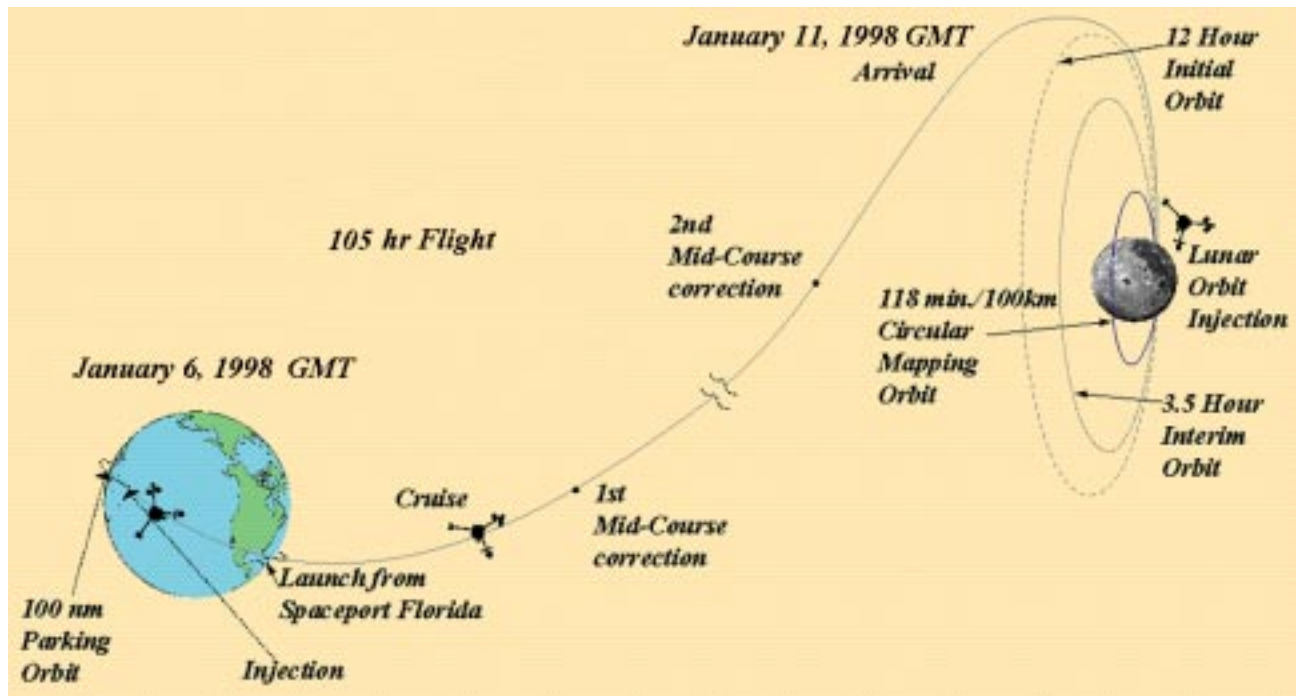 January 11, 1998 GMT
Arrival
12 Hour
Initial
Orbit
105 hr Flight
2nd
Mid-Course
correction
Lunar
Orbit
Injection
118 min./100km
Circular
Mapping
Orbit
3.5 Hour
Interim
Orbit
January 6, 1998 GMT
Cruise
1st
Mid-Course
correction
Launch from
Spaceport Florida
100 nm
Parking
Orbit
Injection